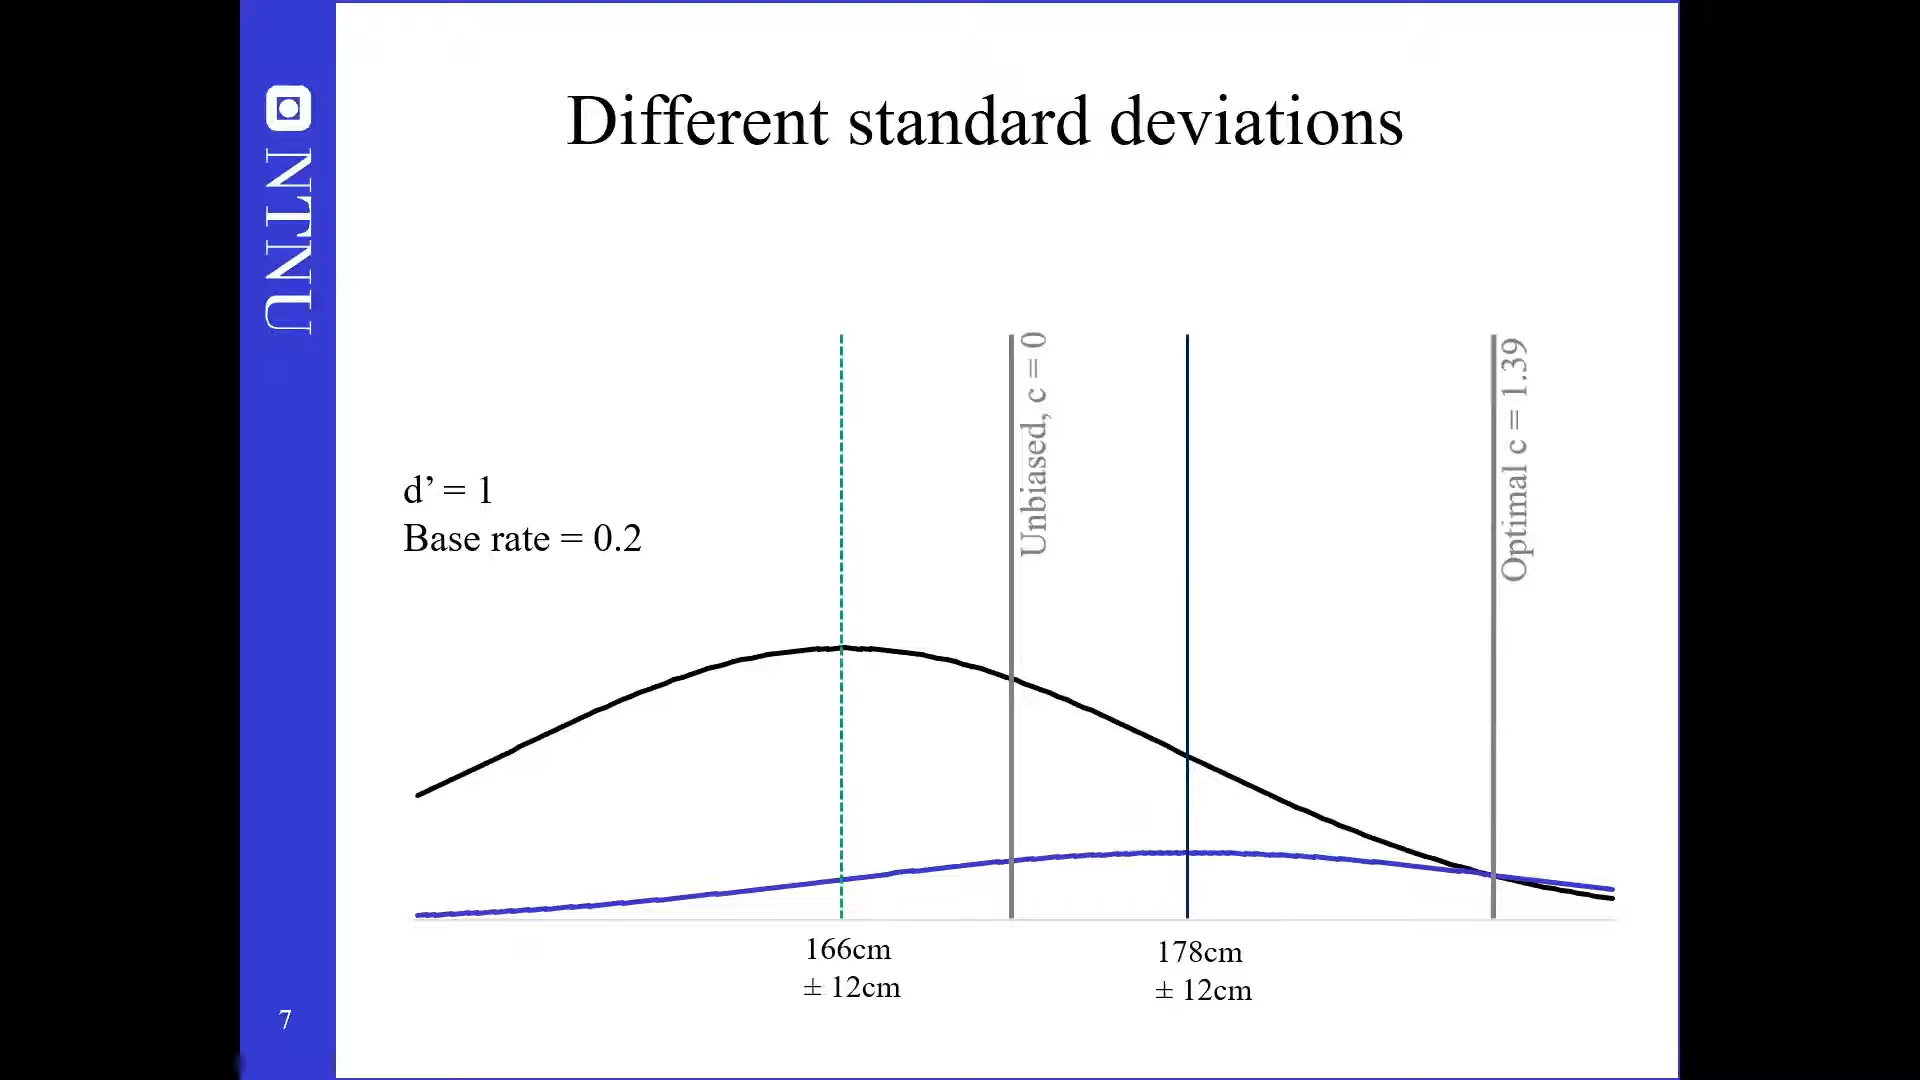 NTNU
Different standard deviations
Unbiased, c = 0
Optimal c = 1.39
d’ = 1
Base rate = 0.2
166cm
± 12cm
178cm
± 12cm
7